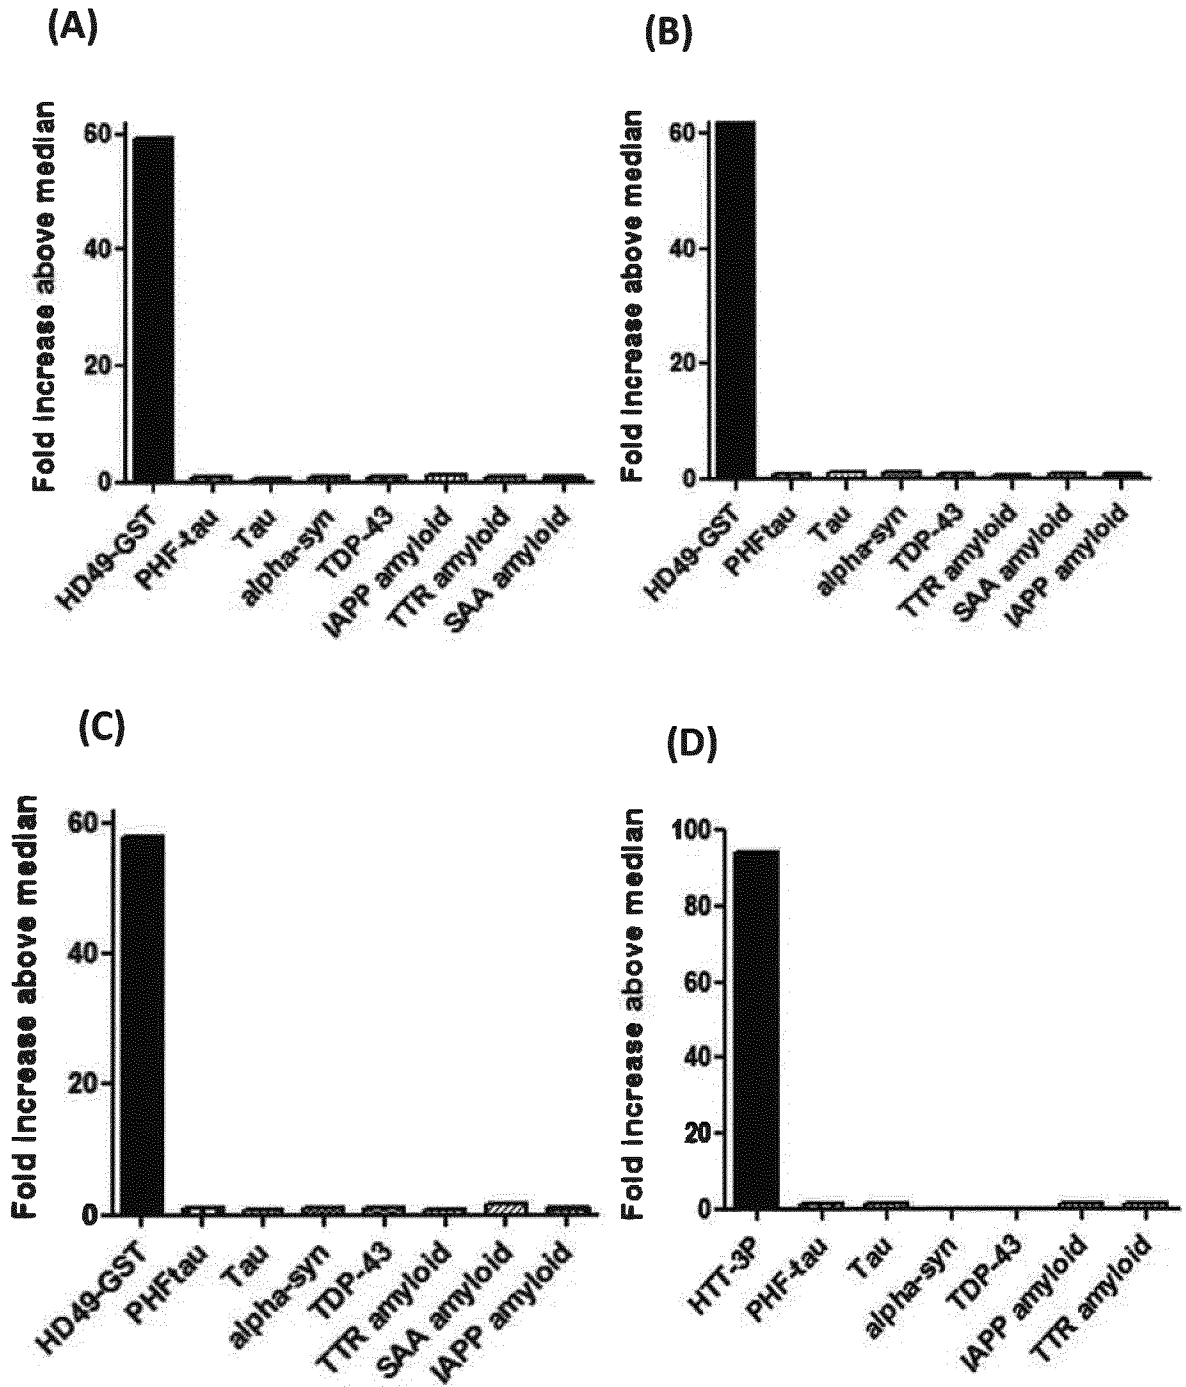 (A)
Fold increase above median
60
40
20
0
HD49-GST
PHF-tau
Tau
alpha-syn
TDP-43
IAPP amyloid
TTR amyloid
SAA amyloid
(B)
Fold increase above median
60
40
20
0
HD49-GST
PHFtau
Tau
alpha-syn
TDP-43
TTR amyloid
SAA amyloid
IAPP amyloid
(C)
Fold increase above median
60
40
20
0
HD49-GST
PHFtau
Tau
alpha-syn
TDP-43
TTR amyloid
SAA amyloid
IAPP amyloid
(D)
Fold increase above median
100
80
60
40
20
0
HTT-3P
PHF-tau
Tau
alpha-syn
TDP-43
IAPP amyloid
TTR amyloid